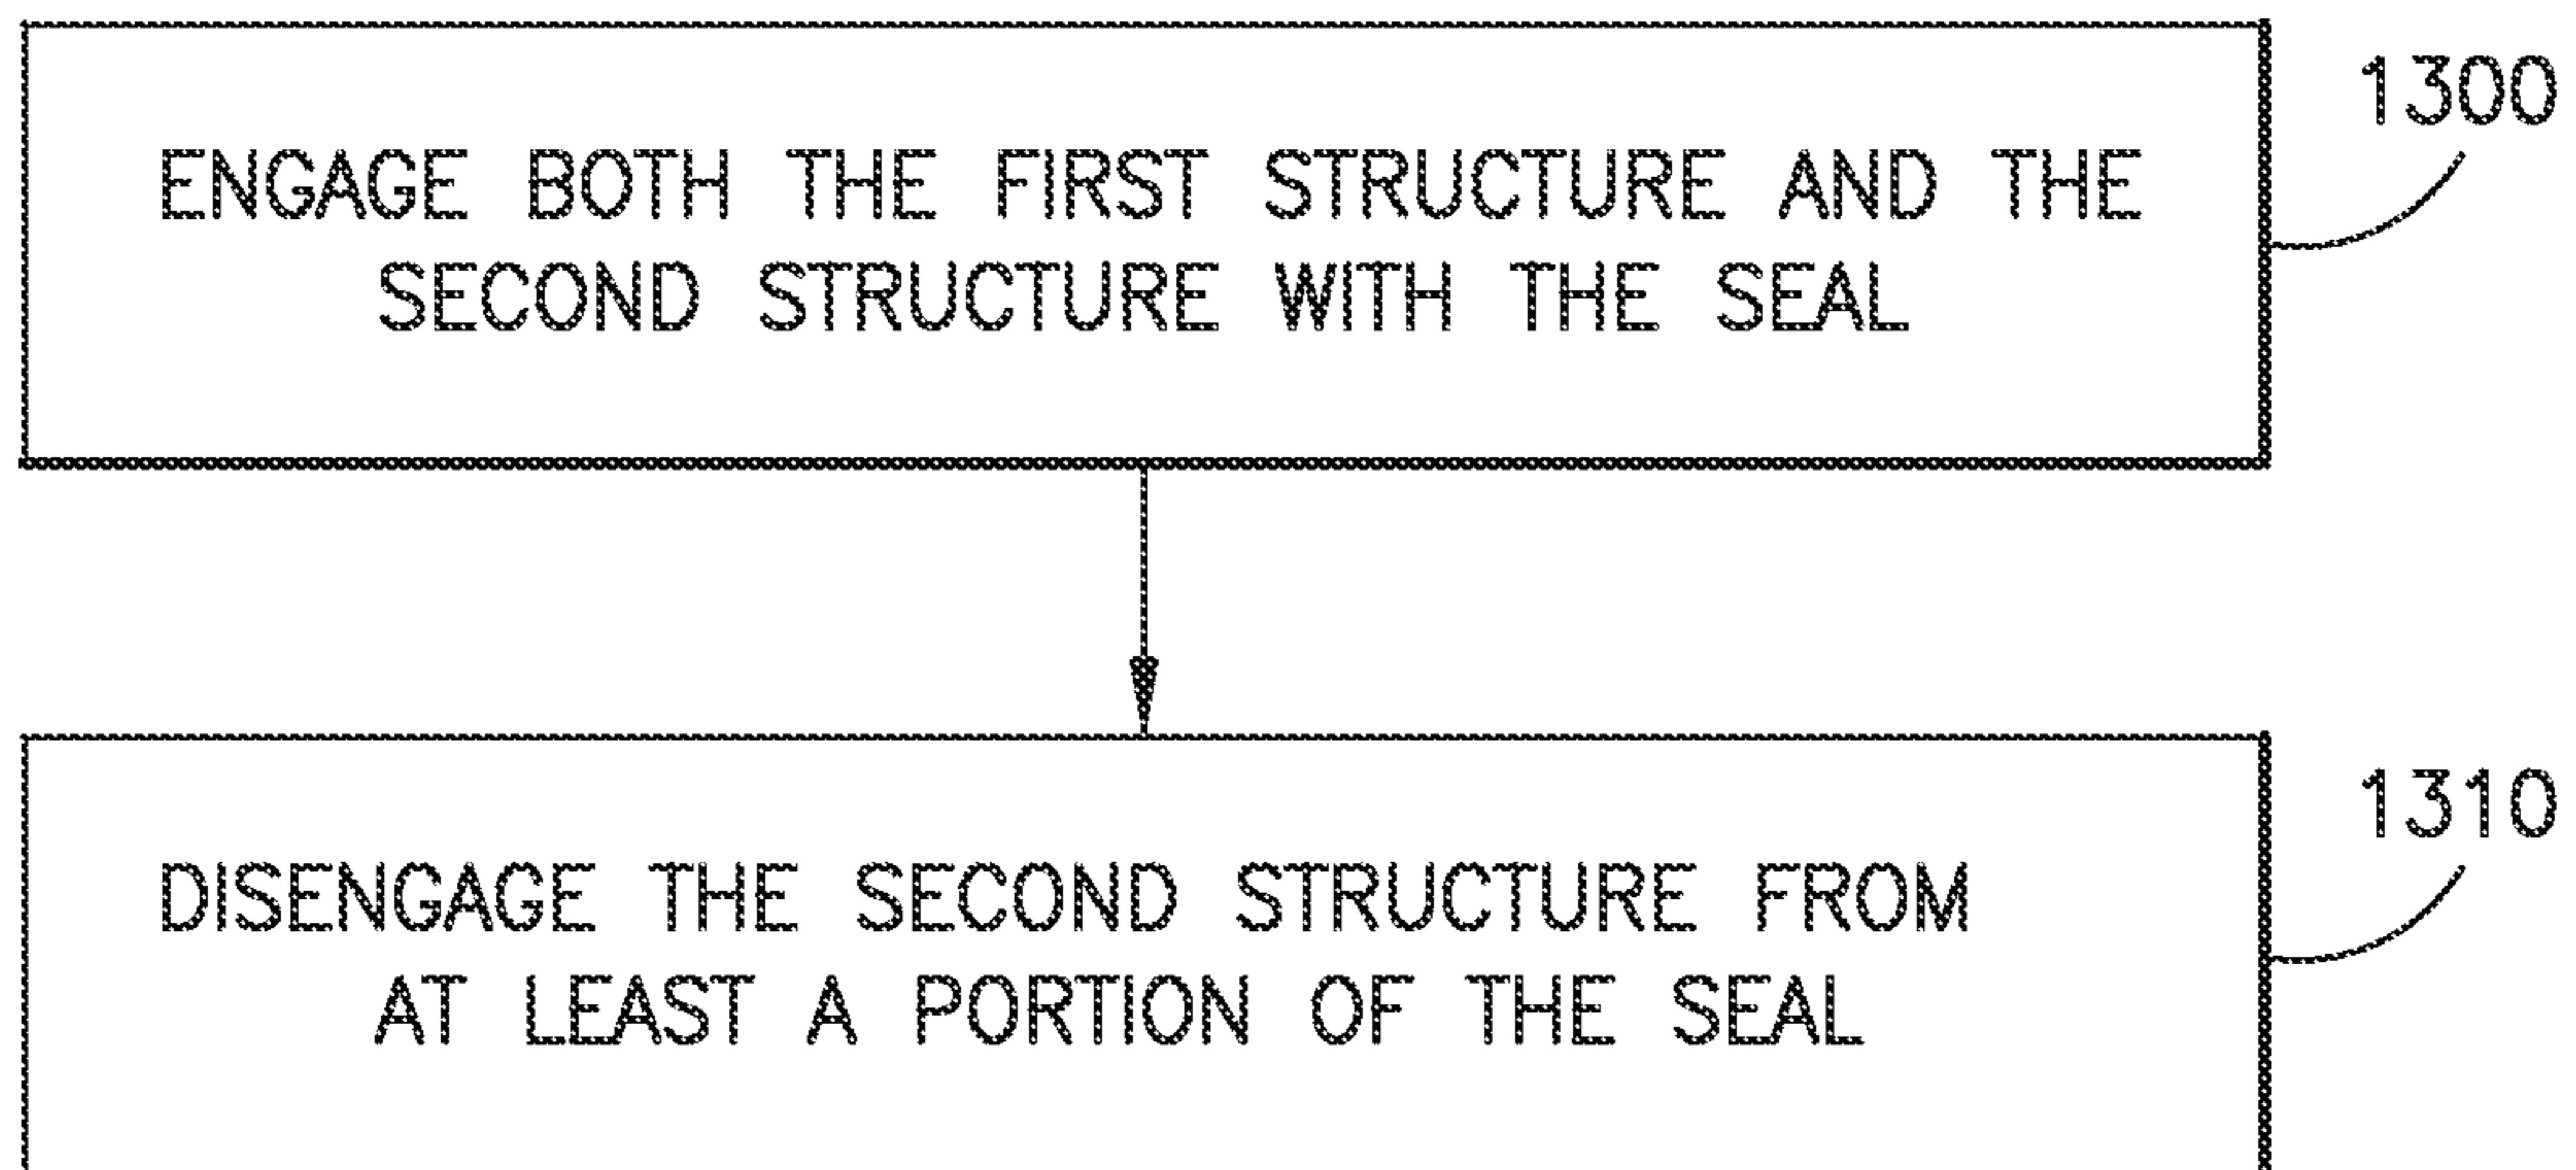 1300
ENGAGE BOTH THE FIRST STRUCTURE AND THE
SECOND STRUCTURE WITH THE SEAL
1310
DISENGAGE THE SECOND STRUCTURE FROM
AT LEAST A PORTION OF THE SEAL